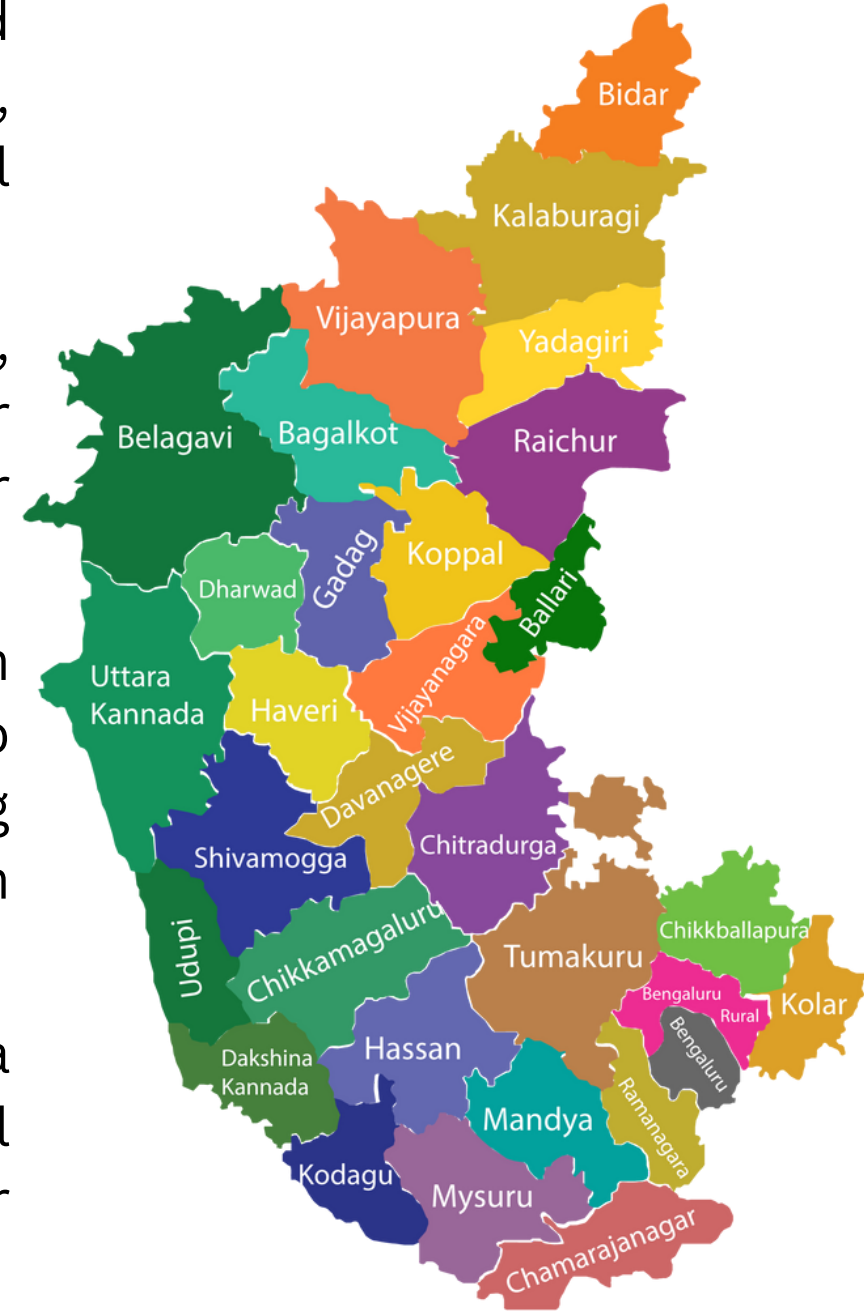 Bidar
Kalaburagi
Vijayapura
Yadagiri
Belagavi
Bagalkot
Raichur
Gadag
Koppal
Dharwad
Ballari
Vijayanagara
Uttara
Kannada
Haveri
Davanagere
Shivamogga
Chitradurga
Udupi
Chikkamagaluru
Tumakuru
Chikkballapura
Bengaluru
Rural
Kolar
Bengaluru
Hassan
Dakshina
Kannada
Ramanagara
Mandya
Kodagu
Mysuru
Chamarajanagar